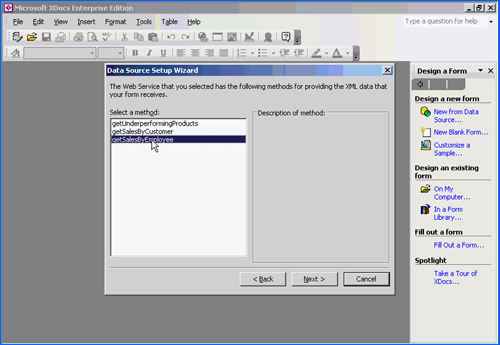 Microsoft XDocs Enterprise Edition
File Edit View Insert Format Tools Table Help
Type a question for help
Data Source Setup Wizard
The Web Service that you selected has the following methods for providing the XML data that
your form receives.
Select a method:
Description of method:
getUnderperformingProducts
getSalesByCustomer
getSalesByEmployee
< Back
Next >
Cancel
Design a Form
Design a new form
New from Data
Source...
New Blank Form...
Customize a
Sample...
Design an existing
form
On My
Computer...
In a Form
Library...
Fill out a form
Fill Out a Form...
Spotlight
Take a Tour of
XDocs...